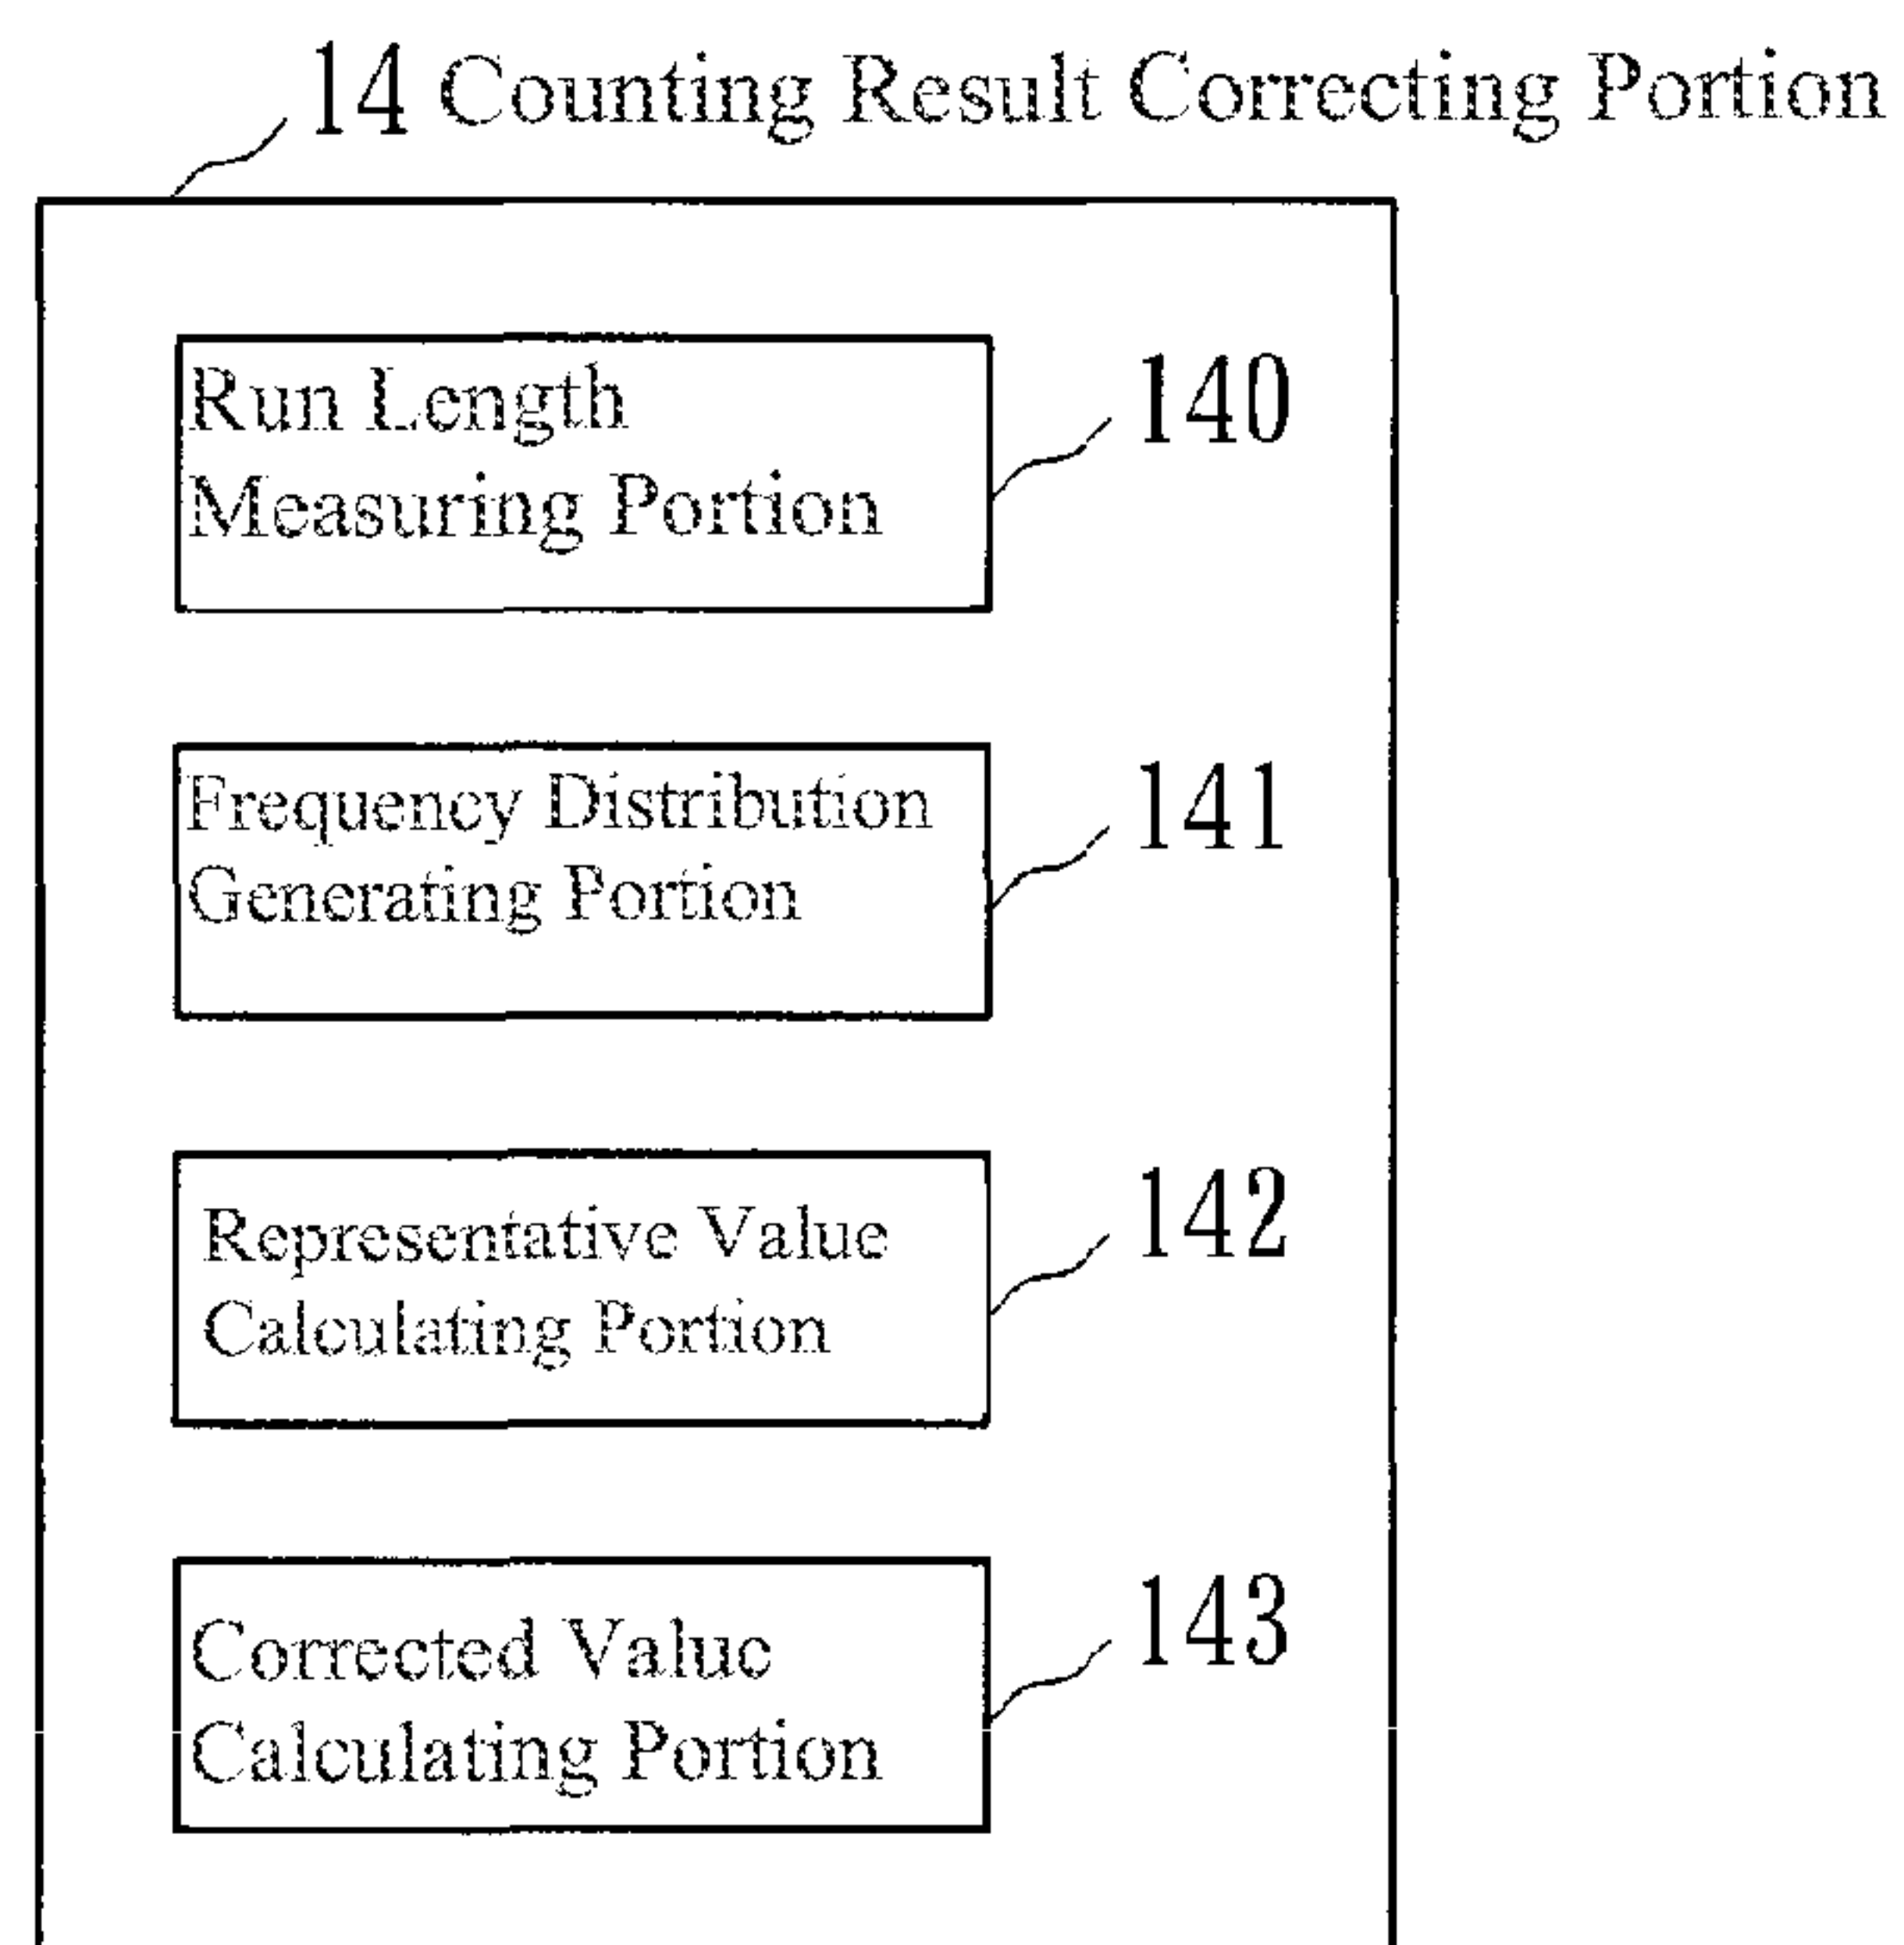 14 Counting Result Correcting Portion
Run Length
Measuring Portion
140
Frequency Distribution
Generating Portion
141
Representative Value
Calculating Portion
142
Corrected Value
Calculating Portion
143